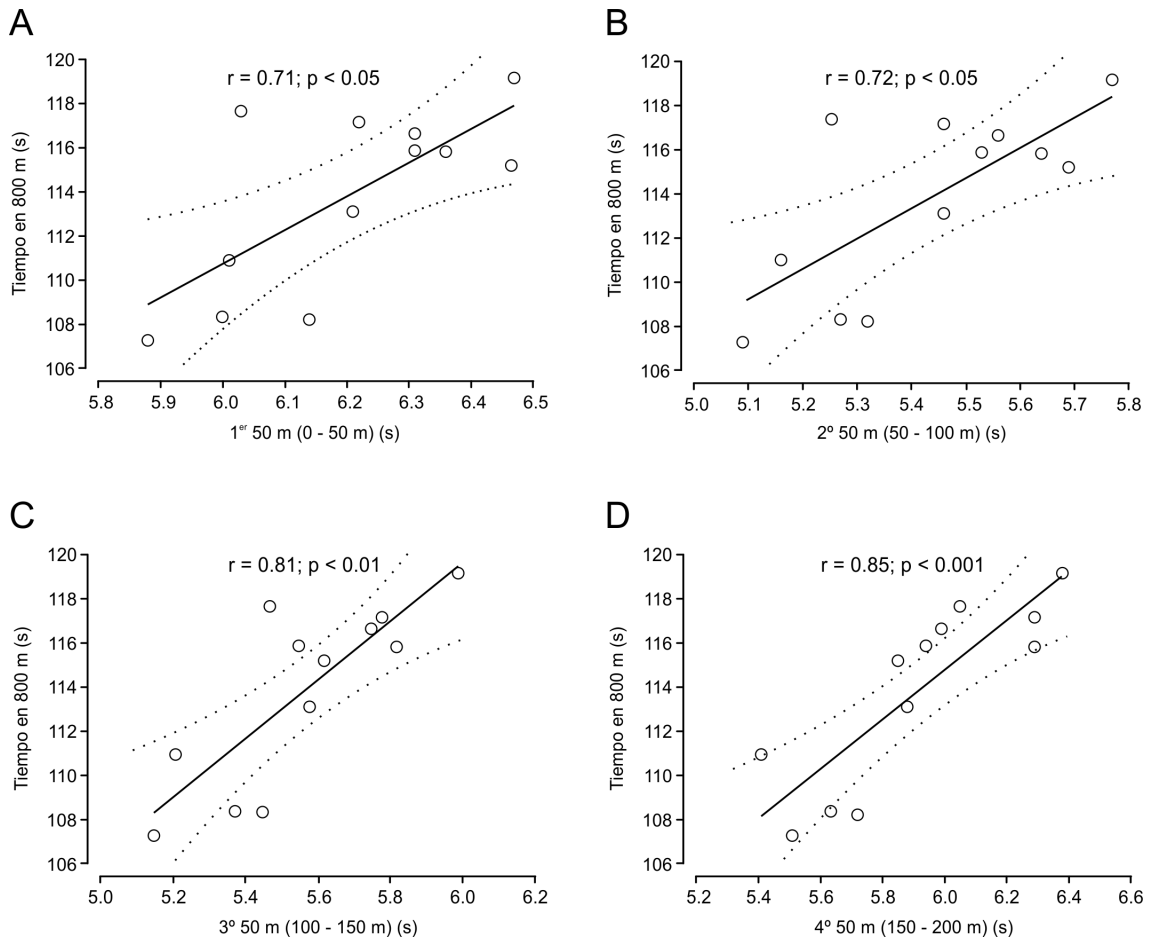 A
r = 0.71; p < 0.05
Tiempo en 800 m (s)
120
118
116
114
112
110
108
106
5.8 5.9 6.0 6.1 6.2 6.3 6.4 6.5
1er 50 m (0 - 50 m) (s)
B
r = 0.72; p < 0.05
Tiempo en 800 m (s)
120
118
116
114
112
110
108
106
5.0 5.1 5.2 5.3 5.4 5.5 5.6 5.7 5.8
2º 50 m (50 - 100 m) (s)
C
r = 0.81; p < 0.01
Tiempo en 800 m (s)
120
118
116
114
112
110
108
106
5.0 5.2 5.4 5.6 5.8 6.0 6.2
3º 50 m (100 - 150 m) (s)
D
r = 0.85; p < 0.001
Tiempo en 800 m (s)
120
118
116
114
112
110
108
106
5.2 5.4 5.6 5.8 6.0 6.2 6.4 6.6
4º 50 m (150 - 200 m) (s)